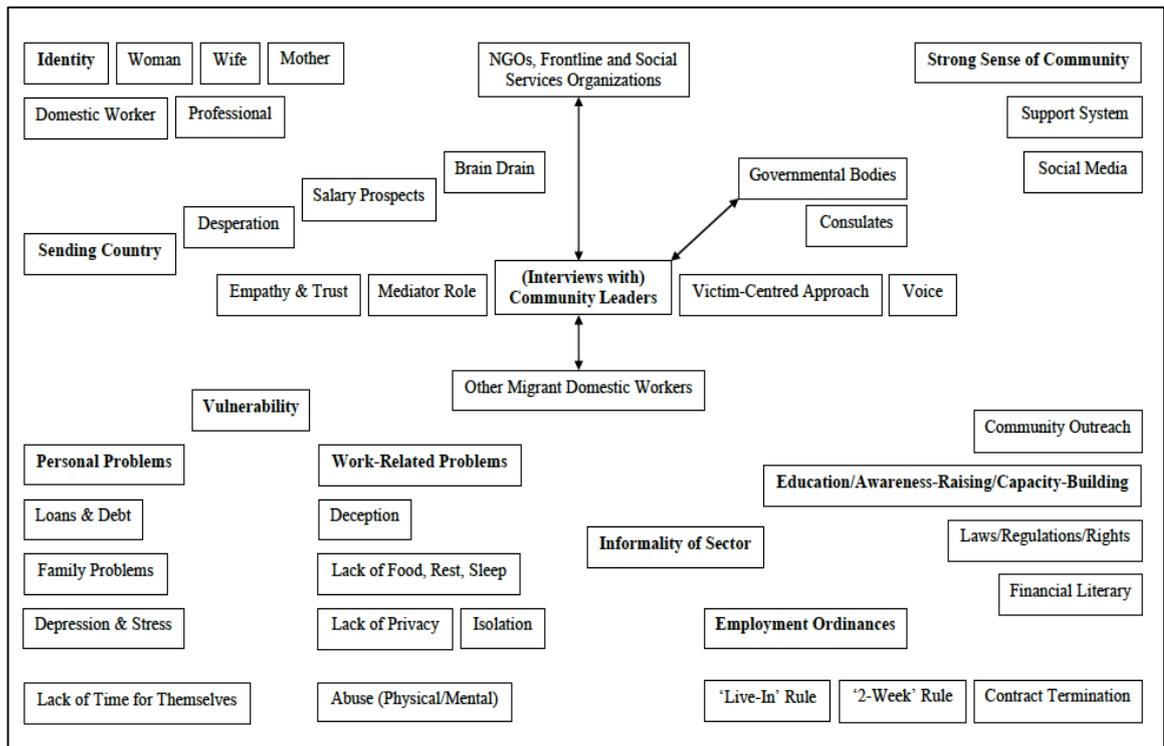 Identity
Woman
Wife
Mother
NGOs, Frontline and Social
Services Organizations
Strong Sense of Community
Domestic Worker
Professional
Support System
Brain Drain
Governmental Bodies
Social Media
Salary Prospects
Desperation
Consulates
Sending Country
Empathy & Trust
Mediator Role
(Interviews with)
Community Leaders
Victim-Centred Approach
Voice
Other Migrant Domestic Workers
Vulnerability
Community Outreach
Personal Problems
Work-Related Problems
Education/Awareness-Raising/Capacity-Building
Loans & Debt
Deception
Informality of Sector
Laws/Regulations/Rights
Family Problems
Lack of Food, Rest, Sleep
Financial Literary
Depression & Stress
Lack of Privacy
Isolation
Employment Ordinances
Lack of Time for Themselves
Abuse (Physical/Mental)
‘Live-In’ Rule
‘2-Week’ Rule
Contract Termination